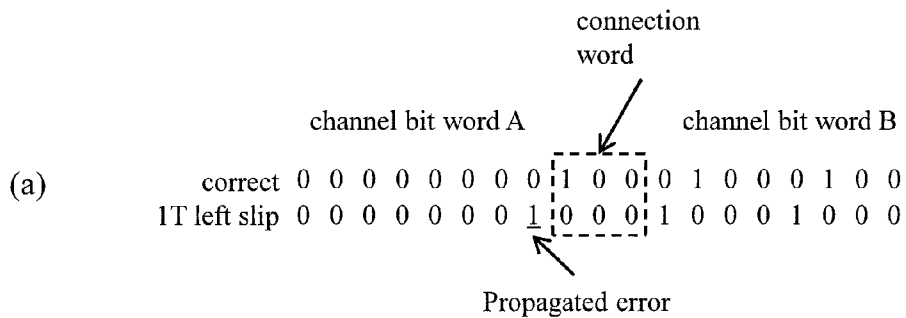 connection
word
channel bit word A channel bit word B
(a)
correct 0 0 0 0 0 0 0 0 1 0 0 0 1 0 0 0 1 0 0
1T left slip 0 0 0 0 0 0 0 1 0 0 0 1 0 0 0 1 0 0 0
Propagated error